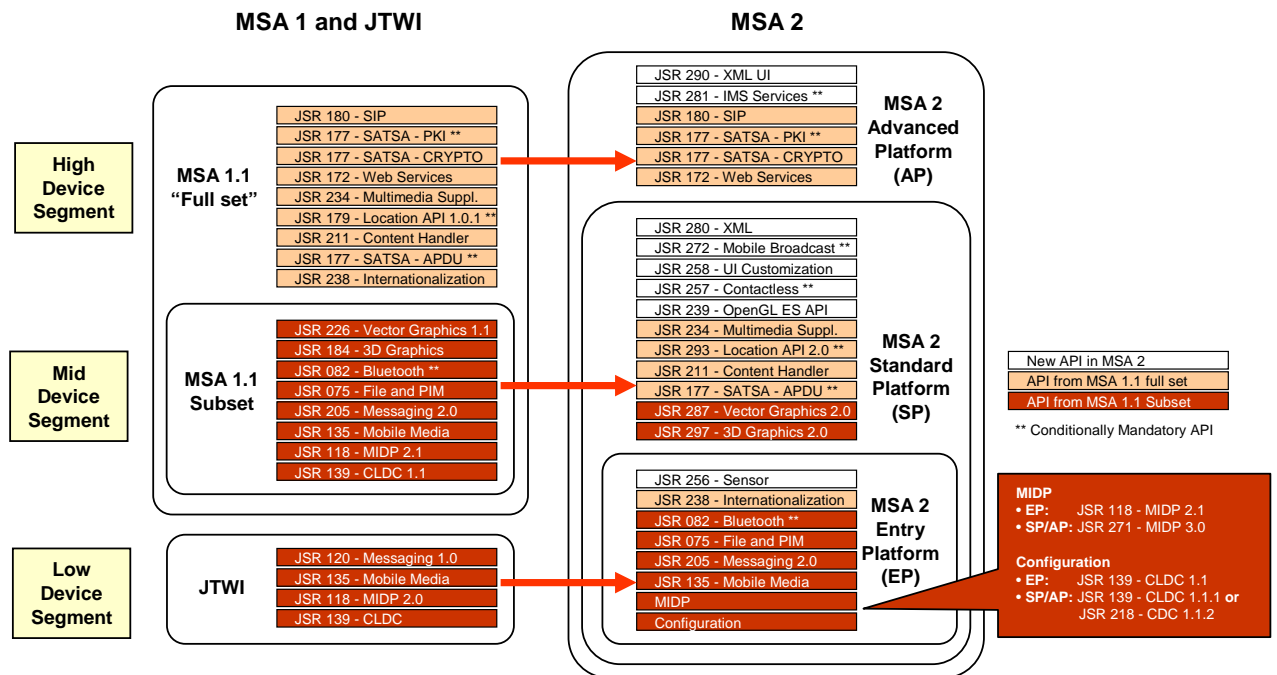 MSA 1 and JTWI
MSA 2
High
Device
Segment
MSA 1.1
“Full set”
JSR 180 - SIP
JSR 177 - SATSA - PKI **
JSR 177 - SATSA - CRYPTO
JSR 172 - Web Services
JSR 234 - Multimedia Suppl.
JSR 179 - Location API 1.0.1 **
JSR 211 - Content Handler
JSR 177 - SATSA - APDU **
JSR 238 - Internationalization
JSR 290 - XML UI
JSR 281 - IMS Services **
JSR 180 - SIP
JSR 177 - SATSA - PKI **
JSR 177 - SATSA - CRYPTO
JSR 172 - Web Services
MSA 2
Advanced
Platform
(AP)
Mid
Device
Segment
MSA 1.1
Subset
JSR 226 - Vector Graphics 1.1
JSR 184 - 3D Graphics
JSR 082 - Bluetooth **
JSR 075 - File and PIM
JSR 205 - Messaging 2.0
JSR 135 - Mobile Media
JSR 118 - MIDP 2.1
JSR 139 - CLDC 1.1
JSR 280 - XML
JSR 272 - Mobile Broadcast **
JSR 258 - UI Customization
JSR 257 - Contactless **
JSR 239 - OpenGL ES API
JSR 234 - Multimedia Suppl.
JSR 293 - Location API 2.0 **
JSR 211 - Content Handler
JSR 177 - SATSA - APDU **
JSR 287 - Vector Graphics 2.0
JSR 297 - 3D Graphics 2.0
MSA 2
Standard
Platform
(SP)
New API in MSA 2
API from MSA 1.1 full set
API from MSA 1.1 Subset
** Conditionally Mandatory API
Low
Device
Segment
JTWI
JSR 120 - Messaging 1.0
JSR 135 - Mobile Media
JSR 118 - MIDP 2.0
JSR 139 - CLDC
JSR 256 - Sensor
JSR 238 - Internationalization
JSR 082 - Bluetooth **
JSR 075 - File and PIM
JSR 205 - Messaging 2.0
JSR 135 - Mobile Media
MIDP
Configuration
MSA 2
Entry
Platform
(EP)
MIDP
• EP: JSR 118 - MIDP 2.1
• SP/AP: JSR 271 - MIDP 3.0
Configuration
• EP: JSR 139 - CLDC 1.1
• SP/AP: JSR 139 - CLDC 1.1.1 or
JSR 218 - CDC 1.1.2